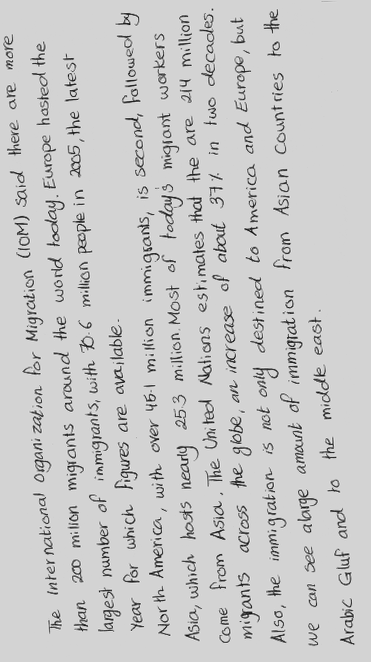 The International organization for Migration (IOM) said there are more
than 200 million migrants around the world today. Europe hosted the
largest number of immigrants, with 70.6 million people in 2005, the latest
Year for which figures are available.
North America, with over 45.1 million immigrants, is second, followed by
Asia, which hosts nearly 25.3 million. Most of today's migrant workers
come from Asia. The United Nations estimates that the are 214 million
migrants across the globe, an increase of about 37% in two decades.
Also, the immigration is not only destined to America and Europe, but
we can see alarge amount of immigration from Asian Countries to the
Arabic Gluf and to the middle east.